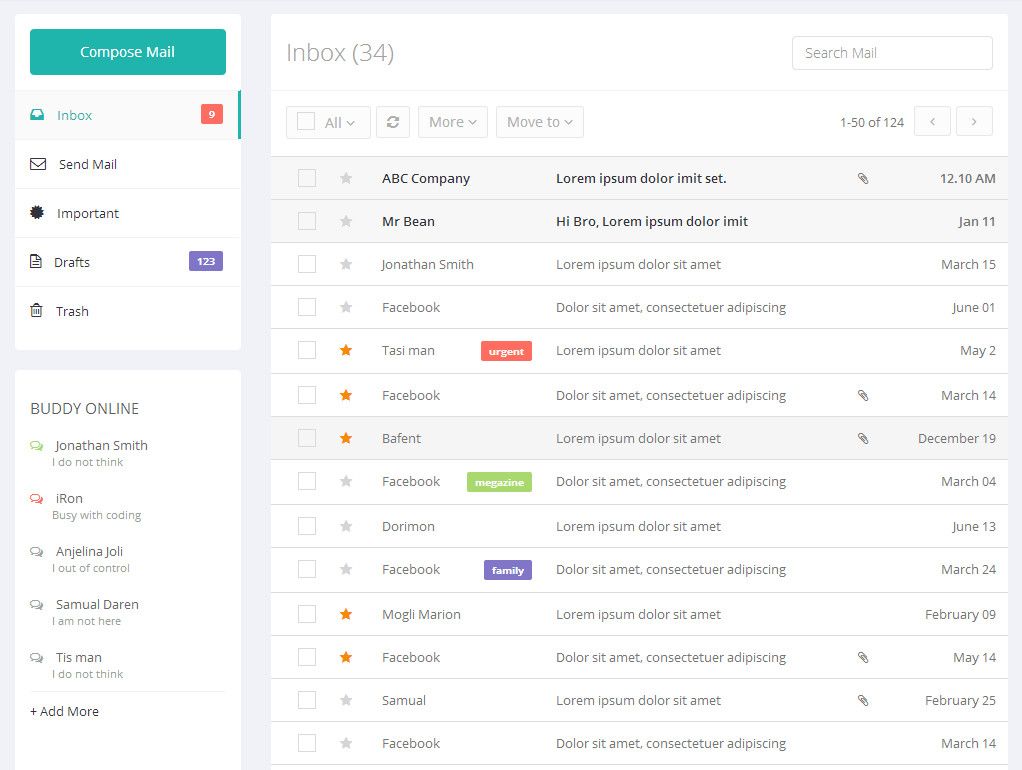 Compose Mail
Inbox 9
Send Mail
Important
Drafts 123
Trash
BUDDY ONLINE
Jonathan Smith
I do not think
iRon
Busy with coding
Anjelina Joli
I out of control
Samual Daren
I am not here
Tis man
I do not think
+ Add More
Inbox (34)
Search Mail
All More Move to 1-50 of 124
ABC Company Lorem ipsum dolor imit set. 12.10 AM
Mr Bean Hi Bro, Lorem ipsum dolor imit Jan 11
Jonathan Smith Lorem ipsum dolor sit amet March 15
Facebook Dolor sit amet, consectetuer adipiscing June 01
Tasi man urgent Lorem ipsum dolor sit amet May 2
Facebook Dolor sit amet, consectetuer adipiscing March 14
Bafent Lorem ipsum dolor sit amet December 19
Facebook megazine Dolor sit amet, consectetuer adipiscing March 04
Dorimon Lorem ipsum dolor sit amet June 13
Facebook family Dolor sit amet, consectetuer adipiscing March 24
Mogli Marion Lorem ipsum dolor sit amet February 09
Facebook Dolor sit amet, consectetuer adipiscing May 14
Samual Lorem ipsum dolor sit amet February 25
Facebook Dolor sit amet, consectetuer adipiscing March 14